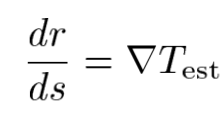 dr/ds = ∇T_est